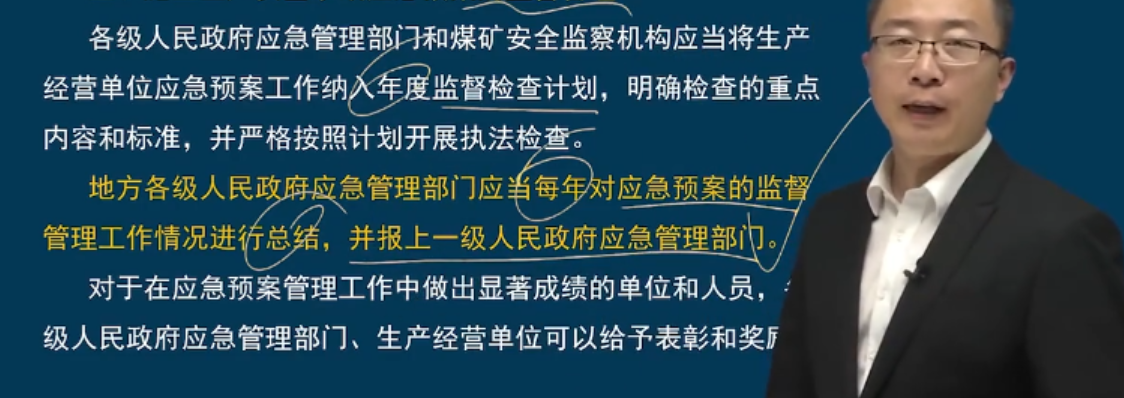 各级人民政府应急管理部门和煤矿安全监察机构应当将生产
经营单位应急预案工作纳入年度监督检查计划，明确检查的重点
内容和标准，并严格按照计划开展执法检查。
地方各级人民政府应急管理部门应当每年对应急预案的监督
管理工作情况进行总结，并报上一级人民政府应急管理部门。
对于在应急预案管理工作中做出显著成绩的单位和人员，
级人民政府应急管理部门、生产经营单位可以给予表彰和奖